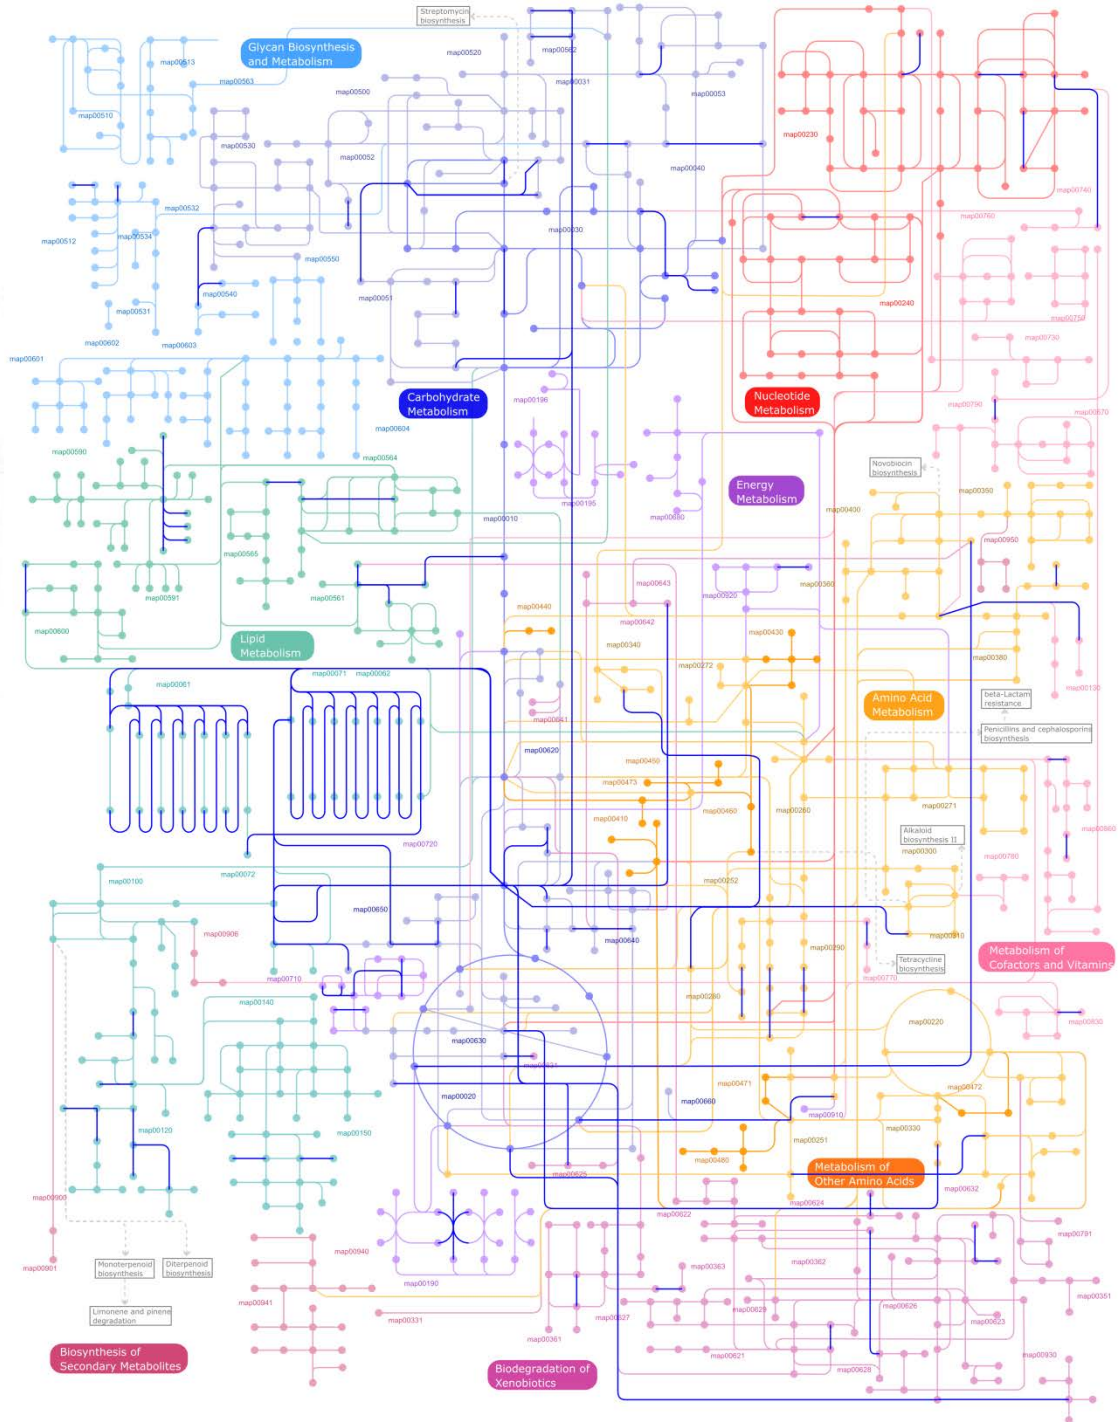 Streptomycin
biosynthesis
Glycan Biosynthesis
and Metabolism
map00520
map00562
map00513
map00563
map00031
map00500
map00053
map00510
map00230
map00530
map00052
map00040
map00740
map00532
map00760
map00512
map00534
map00030
map00550
map00540
map00051
map00240
map00531
map00750
map00602
map00603
map00730
map00601
Carbohydrate
Metabolism
map00196
Nucleotide
Metabolism
map00790
map00670
map00604
map00590
map00564
Novobiocin
biosynthesis
Energy
Metabolism
map00350
map00195
map00400
map00680
map00010
map00950
map00565
map00643
map00360
map00561
map00591
map00920
map00440
map00642
map00600
map00430
Lipid
Metabolism
map00340
map00272
map00380
map00071
map00062
map00061
map00130
Amino Acid
Metabolism
beta-Lactam
resistance
map00641
Penicillins and cephalosporins
biosynthesis
map00620
map00450
map00473
map00271
map00410
map00460
map00260
map00860
Alkaloid
biosynthesis II
map00720
map00300
map00780
map00072
map00100
map00252
map00650
map00906
map00640
map00290
map00310
Metabolism of
Cofactors and Vitamins
Tetracycline
biosynthesis
map00710
map00770
map00140
map00280
map00220
map00830
map00630
map00631
map00471
map00472
map00020
map00660
map00910
map00120
map00150
map00330
map00251
map00480
map00625
Metabolism of
Other Amino Acids
map00900
map00632
map00624
map00622
map00940
map00791
map00901
Monoterpenoid
biosynthesis
Diterpenoid
biosynthesis
map00363
map00362
map00190
map00351
map00941
Limonene and pinene
degradation
map00331
map00629
map00626
map00627
map00623
map00361
Biosynthesis of
Secondary Metabolites
map00621
map00930
Biodegradation of
Xenobiotics
map00628